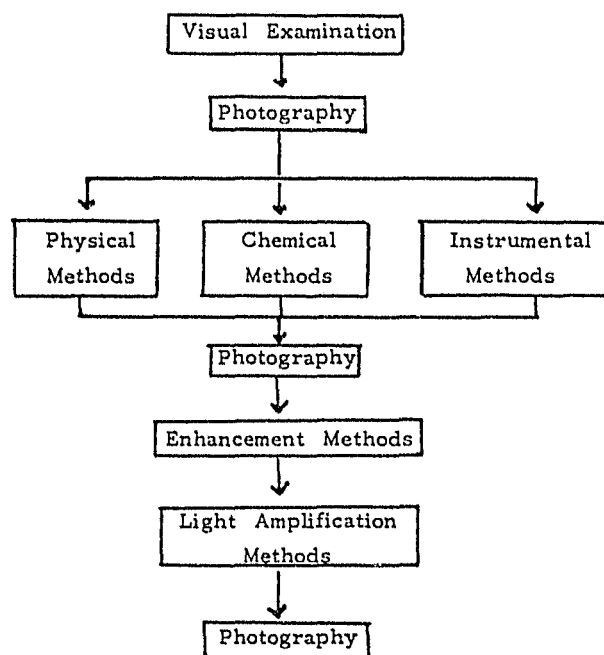 Visual Examination
Photography
Physical
Methods
Chemical
Methods
Instrumental
Methods
Photography
Enhancement Methods
Light Amplification
Methods
Photography